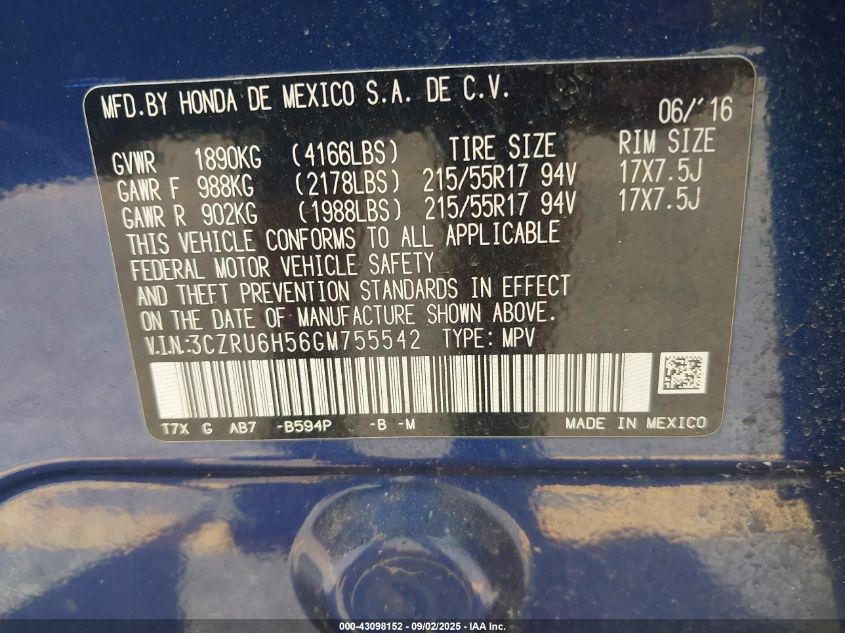 MFD.BY HONDA DE MEXICO S.A. DE C.V.
06/'16
GVWR 1890KG (4166LBS) TIRE SIZE RIM SIZE
GAWR F 988KG (2178LBS) 215/55R17 94V 17X7.5J
GAWR R 902KG (1988LBS) 215/55R17 94V 17X7.5J
THIS VEHICLE CONFORMS TO ALL APPLICABLE
FEDERAL MOTOR VEHICLE SAFETY
AND THEFT PREVENTION STANDARDS IN EFFECT
ON THE DATE OF MANUFACTURE SHOWN ABOVE.
V.I.N.:3CZRU6H56GM755542 TYPE: MPV
T7X G AB7 -B594P -B -M MADE IN MEXICO
000-43098152 - 09/02/2025 - IAA Inc.